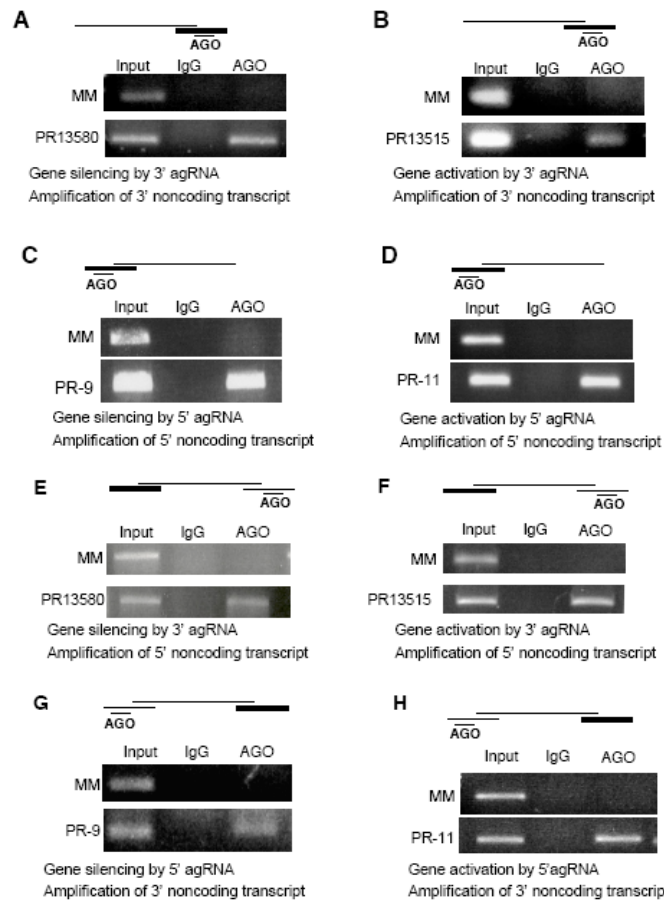 A
AGO
Input IgG AGO
MM
PR13580
Gene silencing by 3' agRNA
Amplification of 3' noncoding transcript
B
AGO
Input IgG AGO
MM
PR13515
Gene activation by 3' agRNA
Amplification of 3' noncoding transcript
C
AGO
Input IgG AGO
MM
PR-9
Gene silencing by 5' agRNA
Amplification of 5' noncoding transcript
D
AGO
Input IgG AGO
MM
PR-11
Gene activation by 5' agRNA
Amplification of 5' noncoding transcript
E
AGO
Input IgG AGO
MM
PR13580
Gene silencing by 3' agRNA
Amplification of 5' noncoding transcript
F
AGO
Input IgG AGO
MM
PR13515
Gene activation by 3' agRNA
Amplification of 5' noncoding transcript
G
AGO
Input IgG AGO
MM
PR-9
Gene silencing by 5' agRNA
Amplification of 3' noncoding transcript
H
AGO
Input IgG AGO
MM
PR-11
Gene activation by 5'agRNA
Amplification of 3' noncoding transcript